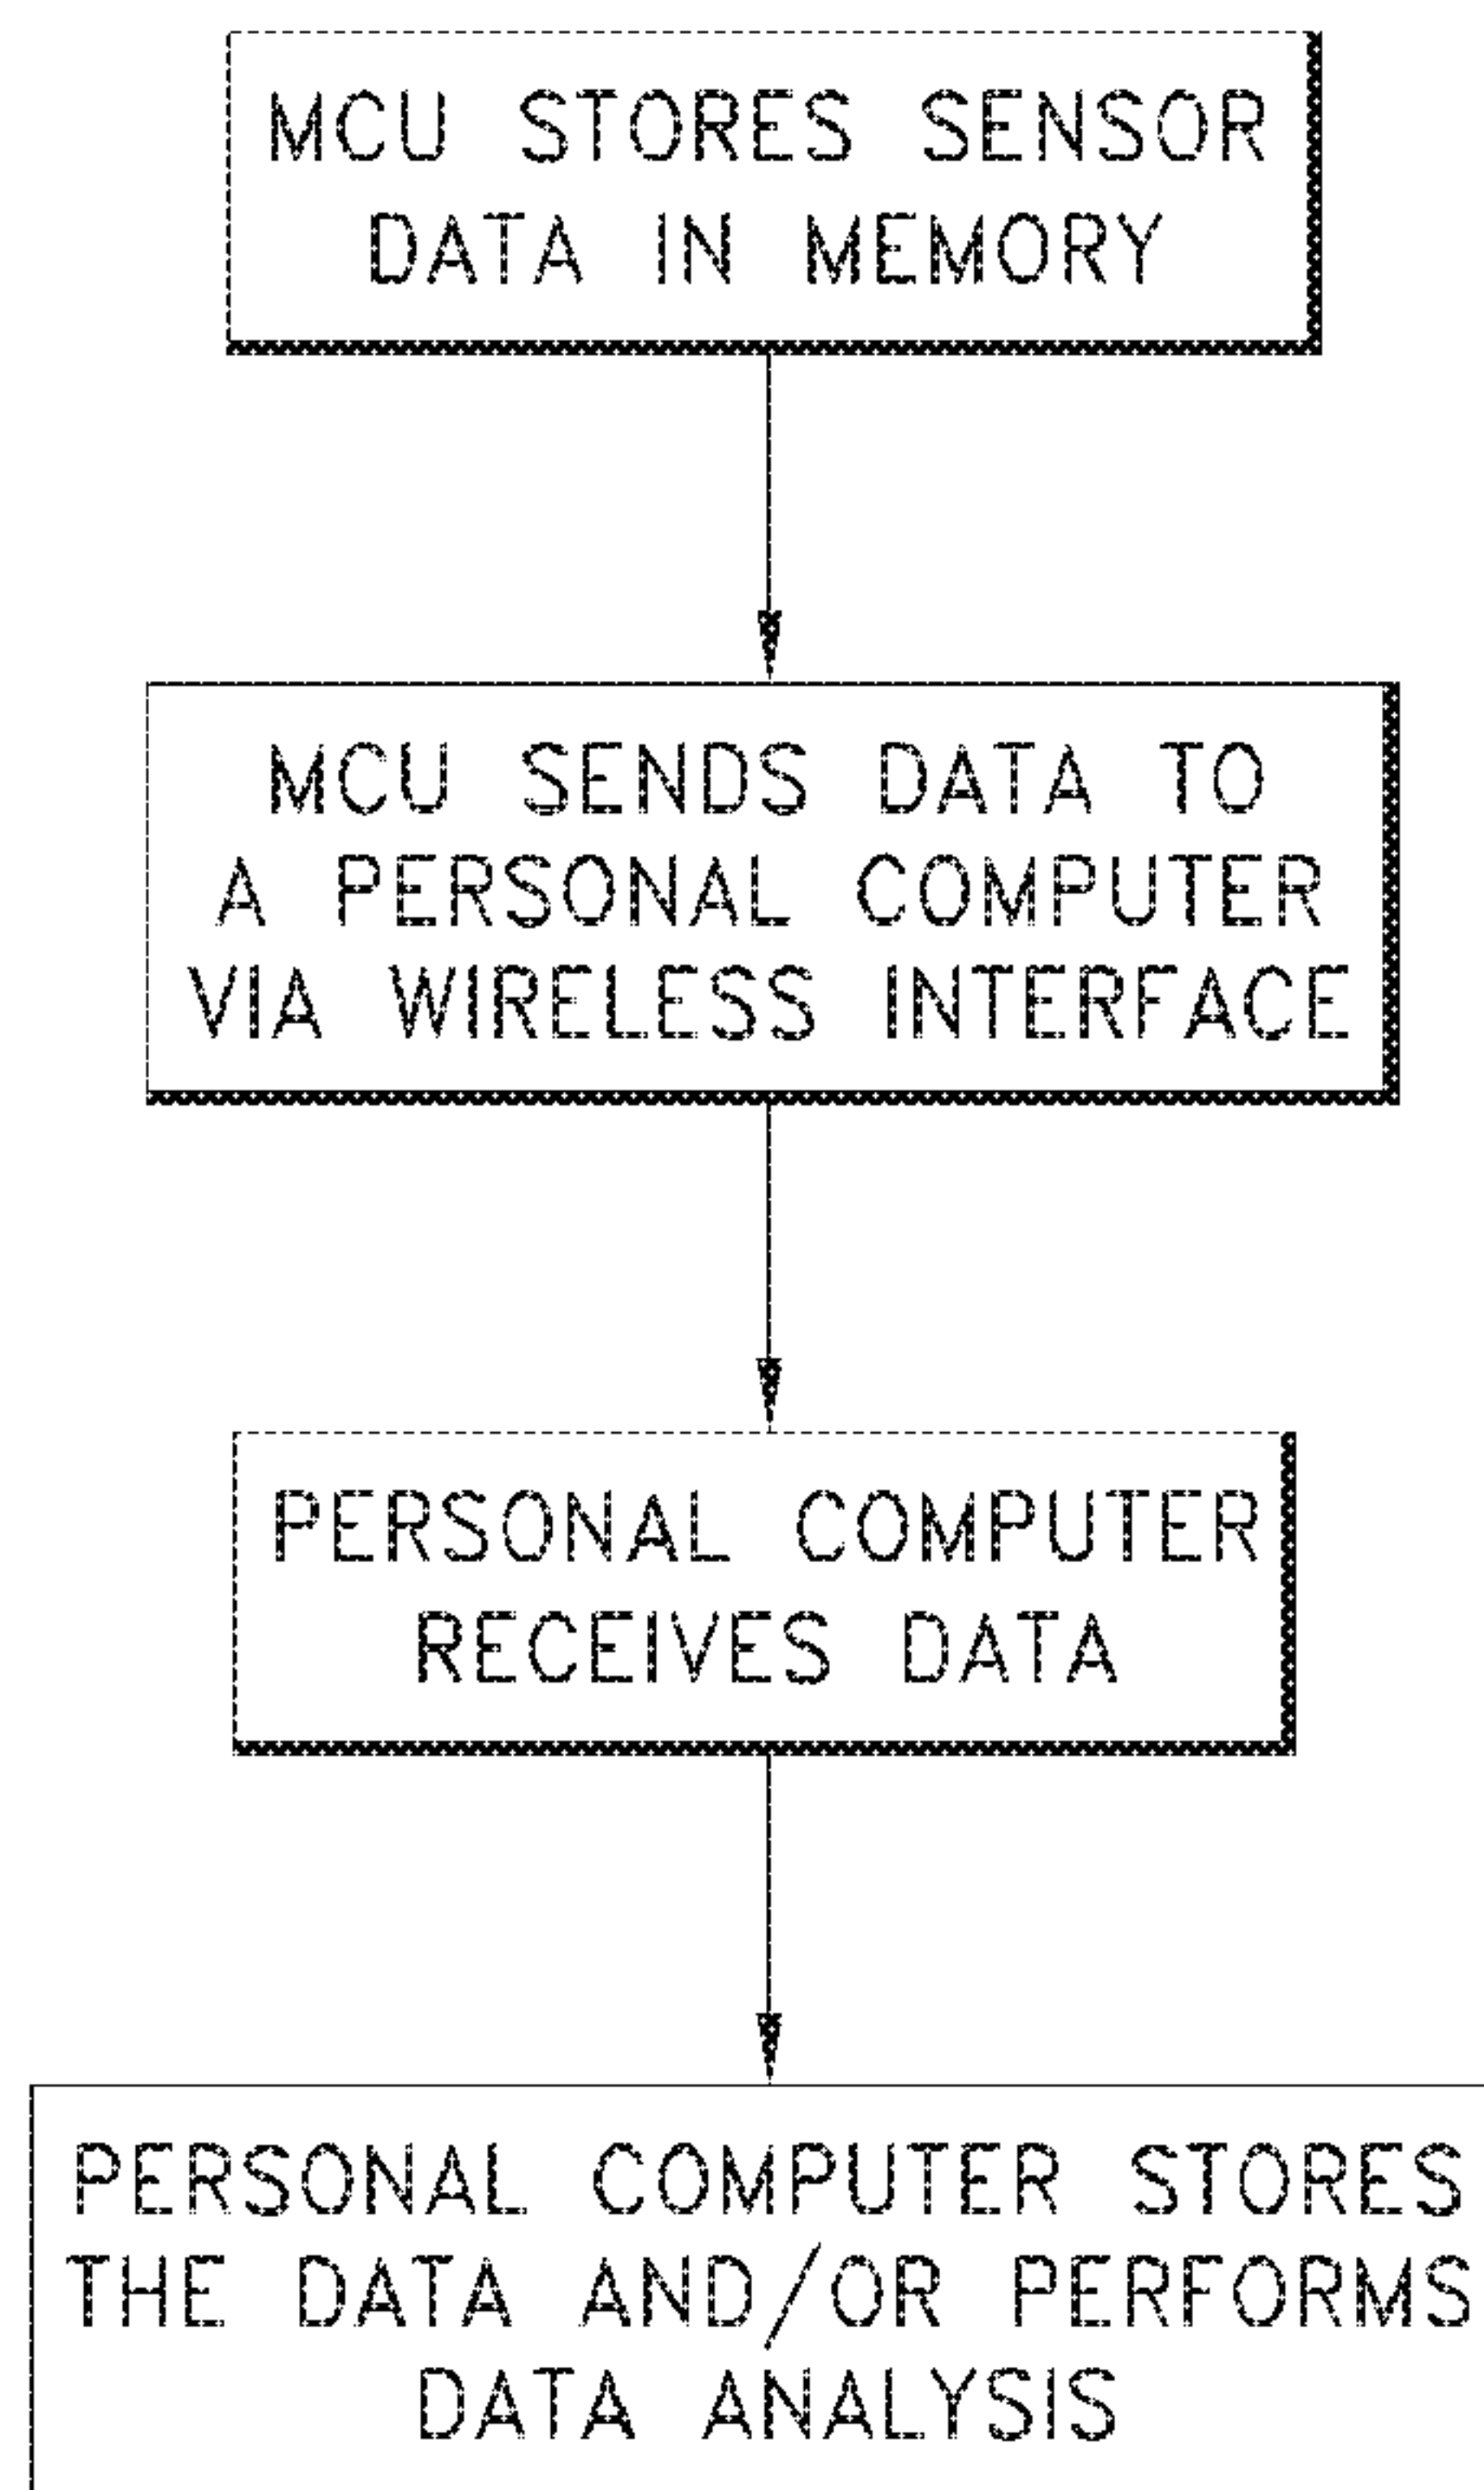 MCU STORES SENSOR
DATA IN MEMORY
MCU SENDS DATA TO
A PERSONAL COMPUTER
VIA WIRELESS INTERFACE
PERSONAL COMPUTER
RECEIVES DATA
PERSONAL COMPUTER STORES
THE DATA AND/OR PERFORMS
DATA ANALYSIS